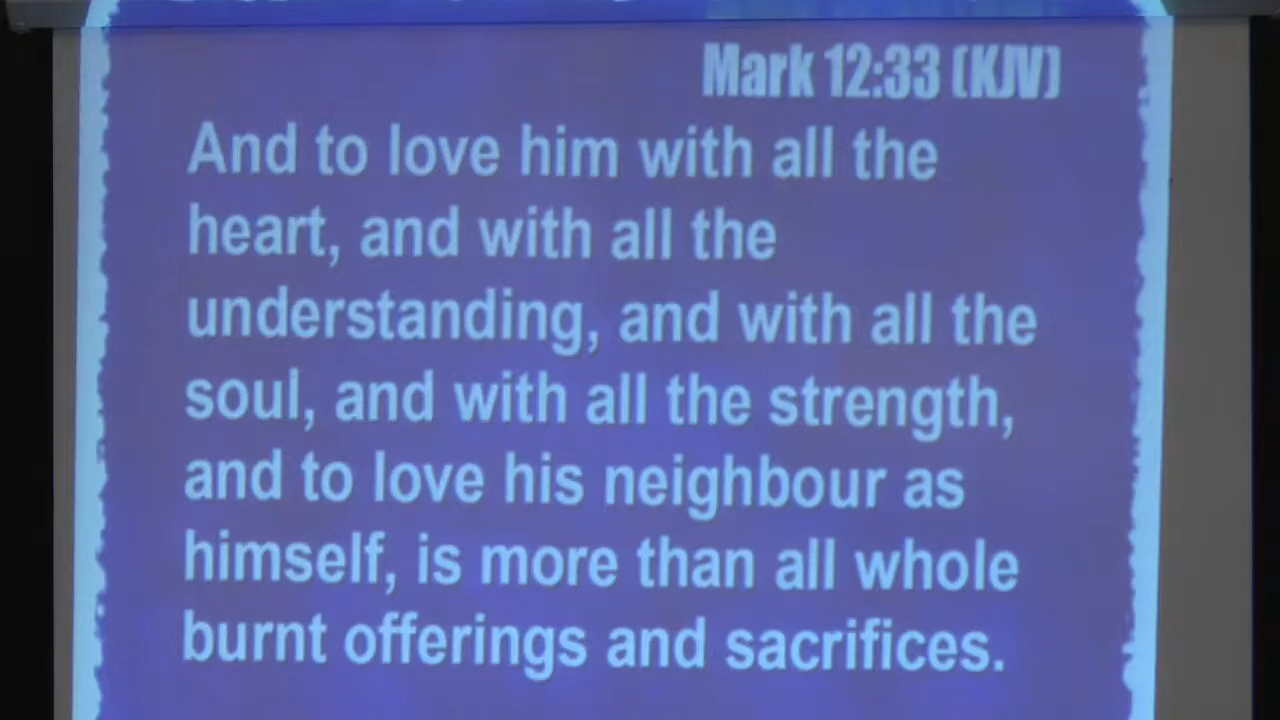 Mark 12:33 (KJV)
And to love him with all the
heart, and with all the
understanding, and with all the
soul, and with all the strength,
and to love his neighbour as
himself, is more than all whole
burnt offerings and sacrifices.